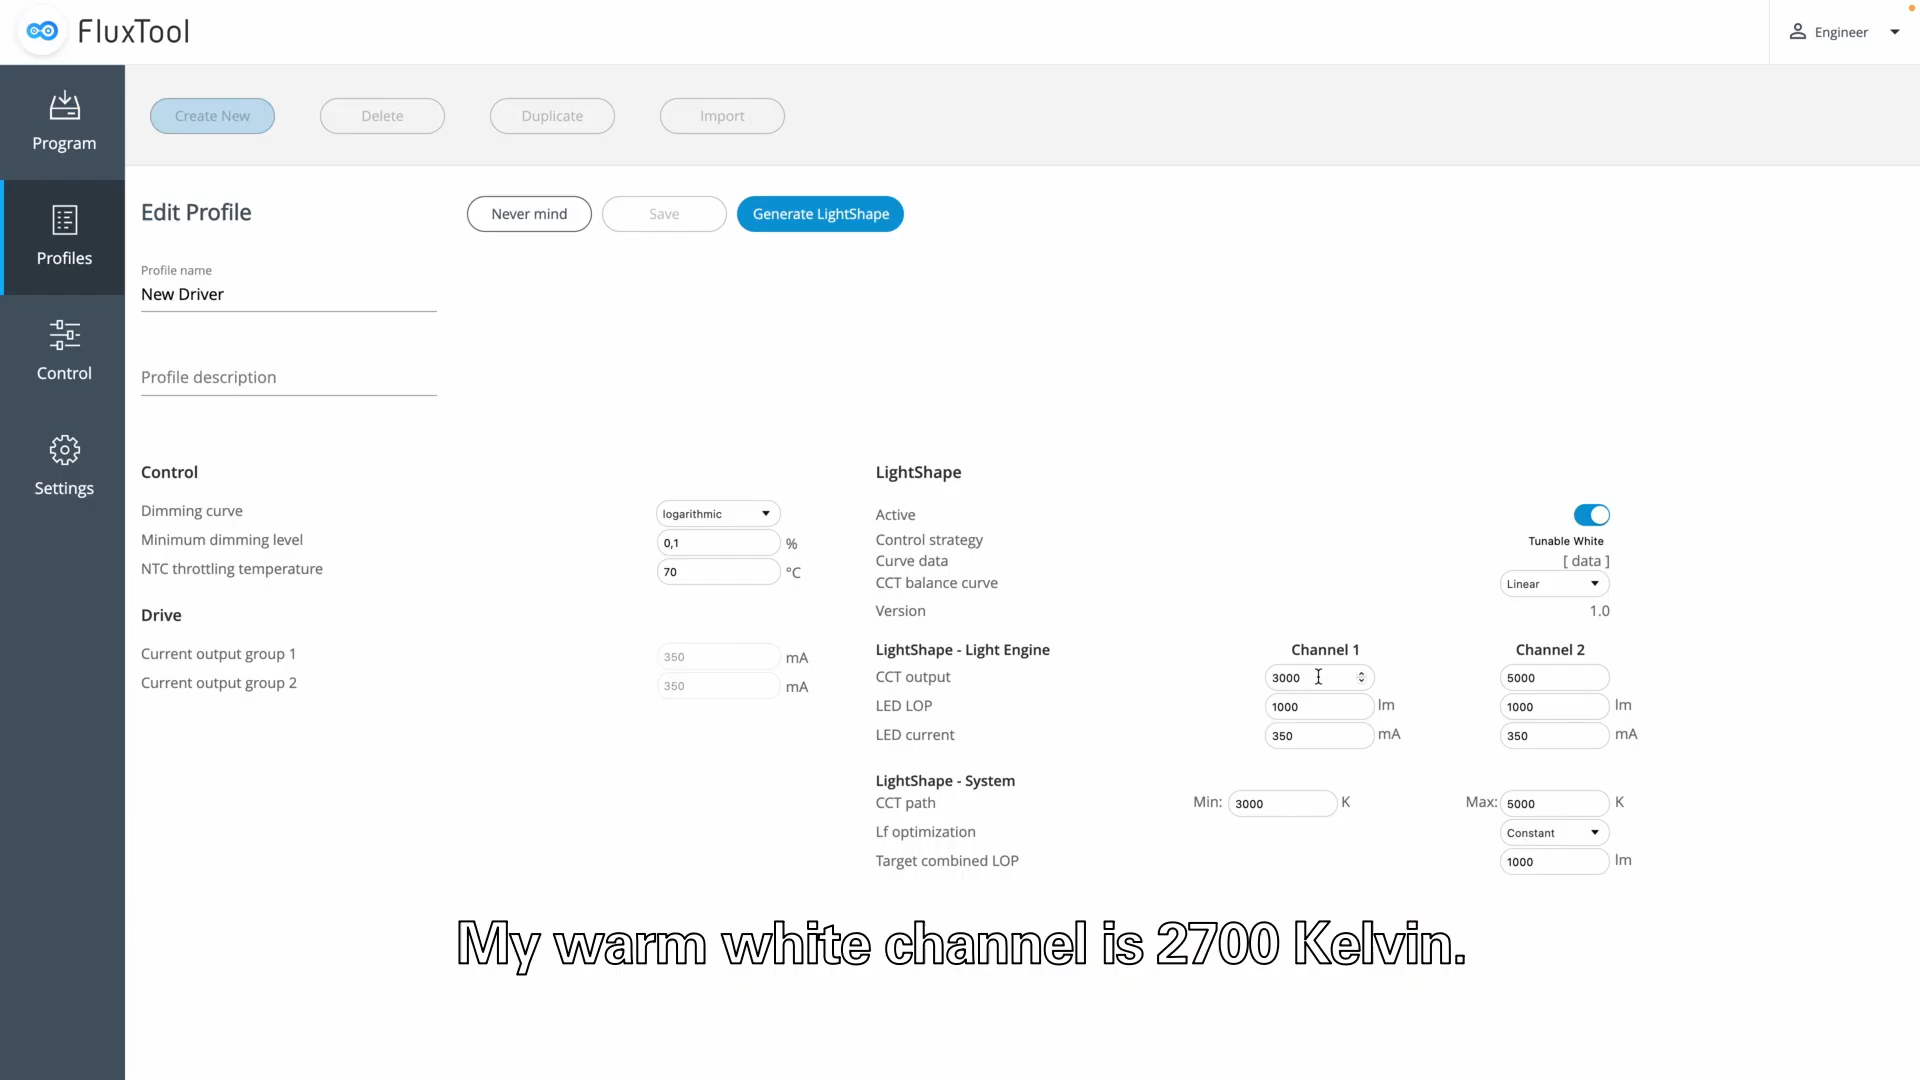 FluxTool
Engineer
Program
Profiles
Control
Settings
Create New
Delete
Duplicate
Import
Edit Profile
Never mind
Save
Generate LightShape
Profile name
New Driver
Profile description
Control
Dimming curve
logarithmic
Minimum dimming level
0,1
%
NTC throttling temperature
70
°C
Drive
Current output group 1
350
mA
Current output group 2
350
mA
LightShape
Active
Control strategy
Tunable White
Curve data
[ data ]
CCT balance curve
Linear
Version
1.0
LightShape - Light Engine
Channel 1
Channel 2
CCT output
3000
5000
LED LOP
1000
lm
1000
lm
LED current
350
mA
350
mA
LightShape - System
CCT path
Min:
3000
K
Max:
5000
K
Lf optimization
Constant
Target combined LOP
1000
lm
My warm white channel is 2700 Kelvin.